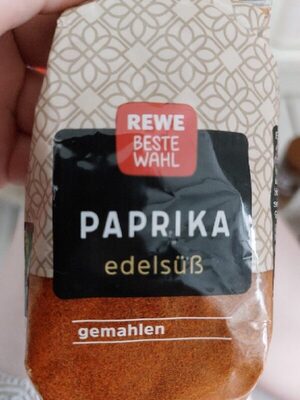 REWE
BESTE
WAHL
PAPRIKA
edelsüß
gemahlen